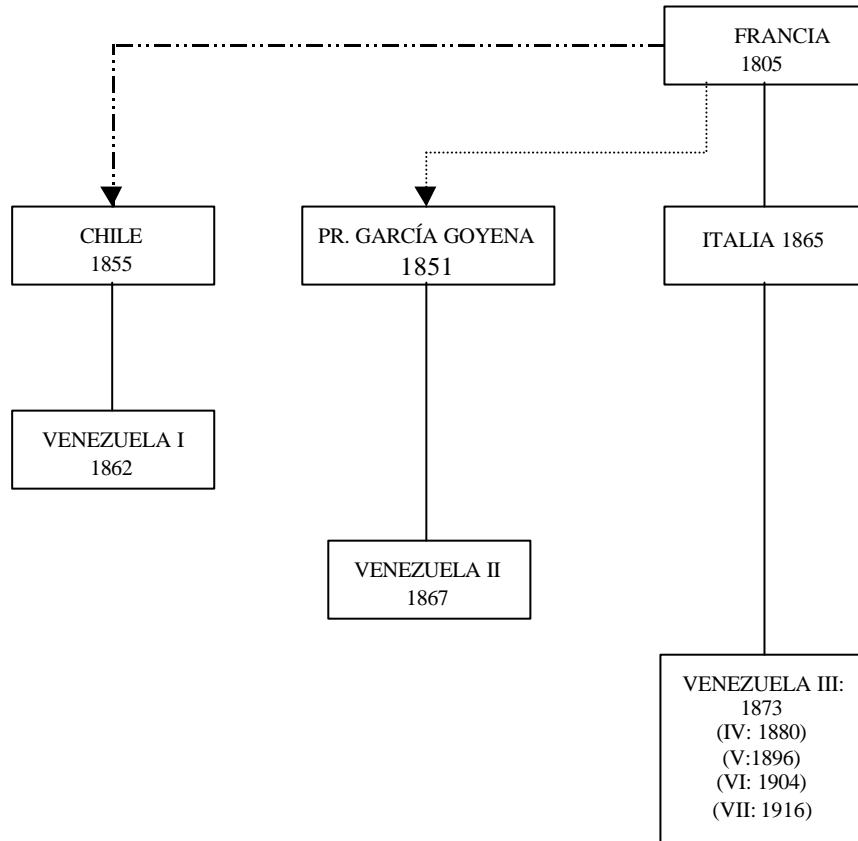 FRANCIA
1805
CHILE
1855
PR. GARCÍA GOYENA
1851
ITALIA 1865
VENEZUELA I
1862
VENEZUELA II
1867
VENEZUELA III:
1873
(IV: 1880)
(V:1896)
(VI: 1904)
(VII: 1916)